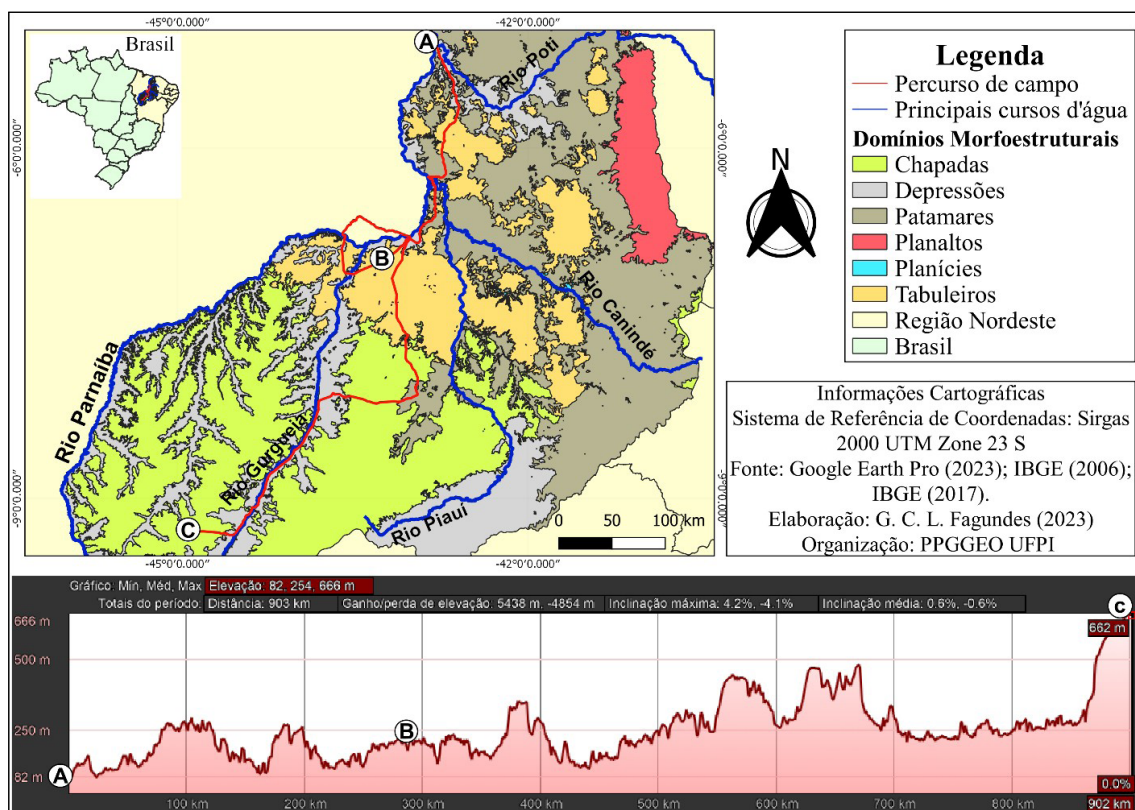 -45°0'0.000"
-42°0'0.000"
Brasil
A
Rio Poti
-6°0'0.000"
-6°0'0.000"
B
Rio Canindé
Rio Parnaíba
Rio Gurgueia
-9°0'0.000"
-9°0'0.000"
C
Rio Piauí
0 50 100 km
-45°0'0.000"
-42°0'0.000"
Legenda
Percurso de campo
Principais cursos d'água
Domínios Morfoestruturais
Chapadas
Depressões
Patamares
Planaltos
Planícies
Tabuleiros
Região Nordeste
Brasil
N
Informações Cartográficas
Sistema de Referência de Coordenadas: Sirgas
2000 UTM Zone 23 S
Fonte: Google Earth Pro (2023); IBGE (2006);
IBGE (2017).
Elaboração: G. C. L. Fagundes (2023)
Organização: PPGGEO UFPI
Gráfico: Mín, Méd, Max Elevação: 82, 254, 666 m
Totais do período: Distância: 903 km Ganho/perda de elevação: 5438 m, -4854 m Inclinação máxima: 4.2%, -4.1% Inclinação média: 0.6%, -0.6%
666 m
C
662 m
500 m
250 m
B
A
82 m
0.0%
100 km 200 km 300 km 400 km 500 km 600 km 700 km 800 km 902 km